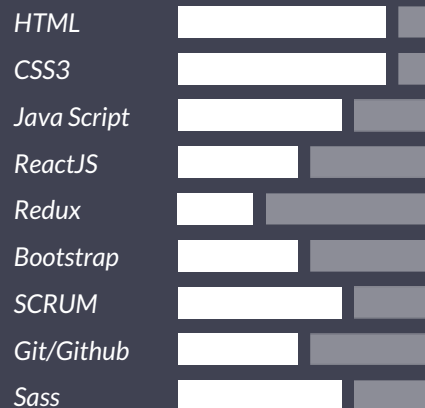 HTML
CSS3
Java Script
ReactJS
Redux
Bootstrap
SCRUM
Git/Github
Sass